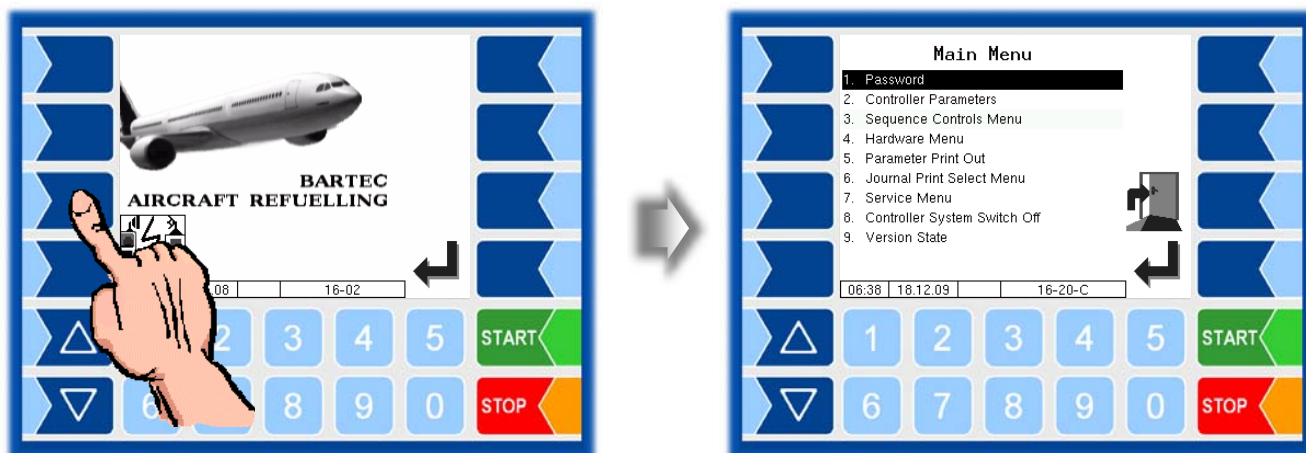 BARTEC
AIRCRAFT REFUELLING
.08 16-02
2 3 4 5 START
6 8 9 0 STOP
Main Menu
1. Password
2. Controller Parameters
3. Sequence Controls Menu
4. Hardware Menu
5. Parameter Print Out
6. Journal Print Select Menu
7. Service Menu
8. Controller System Switch Off
9. Version State
06:38 18.12.09 16-20-C
1 2 3 4 5 START
6 7 8 9 0 STOP